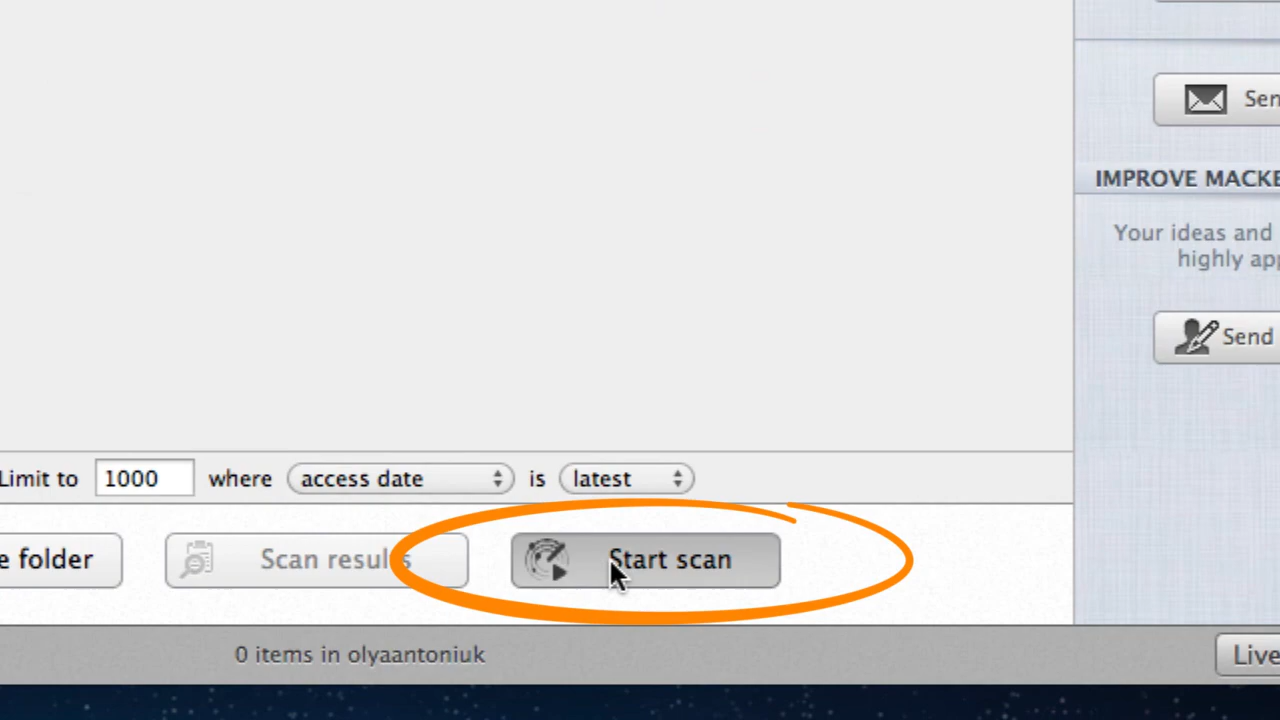 Sen
IMPROVE MACKE
Your ideas and
highly app
Send
Limit to 1000 where access date is latest
e folder Scan results Start scan
0 items in olyaantoniuk
Live